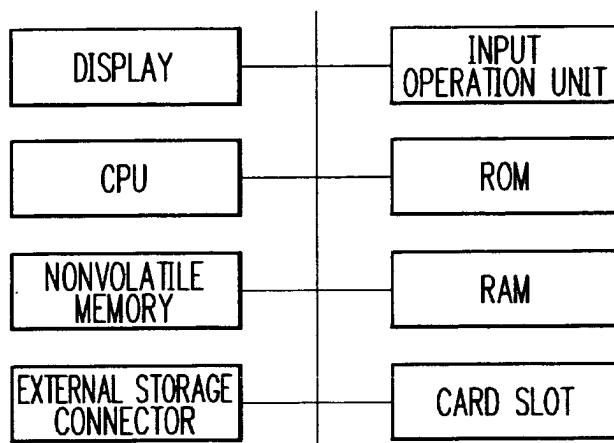 DISPLAY
INPUT
OPERATION UNIT
CPU
ROM
NONVOLATILE
MEMORY
RAM
EXTERNAL STORAGE
CONNECTOR
CARD SLOT